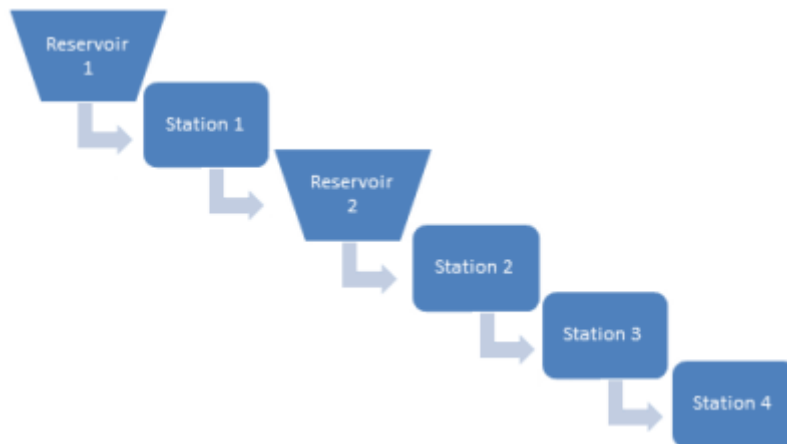 Reservoir
1
Station 1
Reservoir
2
Station 2
Station 3
Station 4